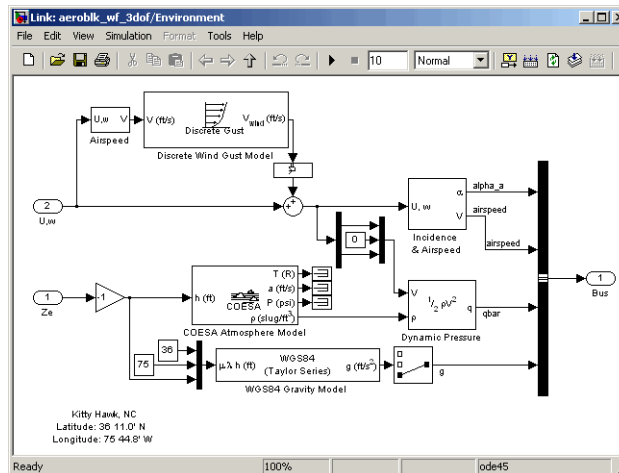 Link: aeroblk_wf_3dof/Environment
File Edit View Simulation Format Tools Help
10 Normal
U,w V
Airspeed
V (ft/s) V_wind (ft/s)
Discrete Gust
Discrete Wind Gust Model
2
U,w
+ +
0
U, w α V
Incidence
& Airspeed
alpha_a
airspeed
airspeed
1
Ze
-1
h (ft)
COESA
T (R)
a (ft/s)
P (psi)
ρ (slug/ft³)
COESA Atmosphere Model
V
ρ
½ ρV² q
Dynamic Pressure
qbar
1
Bus
36
75
μ λ h (ft)
WGS84
(Taylor Series)
g (ft/s²)
WGS84 Gravity Model
g
Kitty Hawk, NC
Latitude: 36 11.0' N
Longitude: 75 44.8' W
Ready 100% ode45